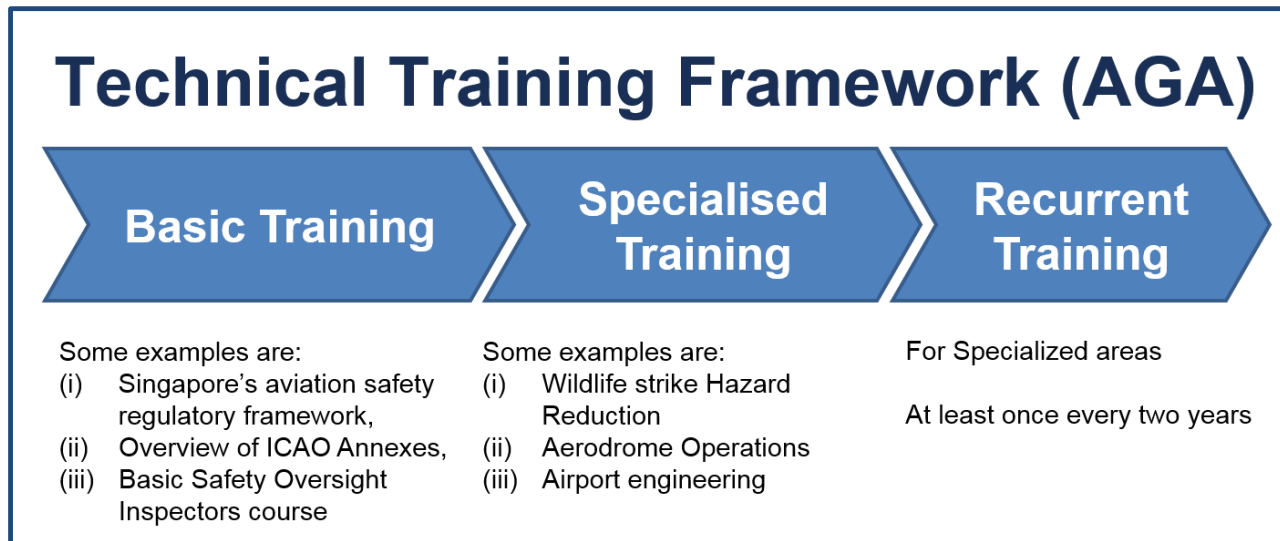 Technical Training Framework (AGA)
Basic Training
Specialised
Training
Recurrent
Training
Some examples are:
(i) Singapore’s aviation safety
regulatory framework,
(ii) Overview of ICAO Annexes,
(iii) Basic Safety Oversight
Inspectors course
Some examples are:
(i) Wildlife strike Hazard
Reduction
(ii) Aerodrome Operations
(iii) Airport engineering
For Specialized areas
At least once every two years